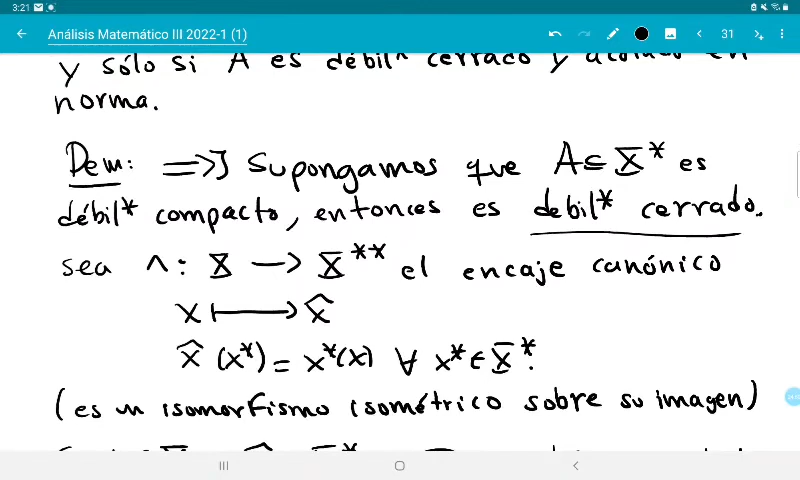 3:21
Análisis Matemático III 2022-1 (1)
31
y sólo si A es débil* cerrado y acotado en
norma.
Dem: =>] Supongamos que A⊆X* es
débil* compacto, entonces es debil* cerrado.
sea ^: X → X** el encaje canónico
x ⟼ x̂
x̂ (x*) = x*(x) ∀ x* ∈ X*.
(es un isomorfismo isométrico sobre su imagen)